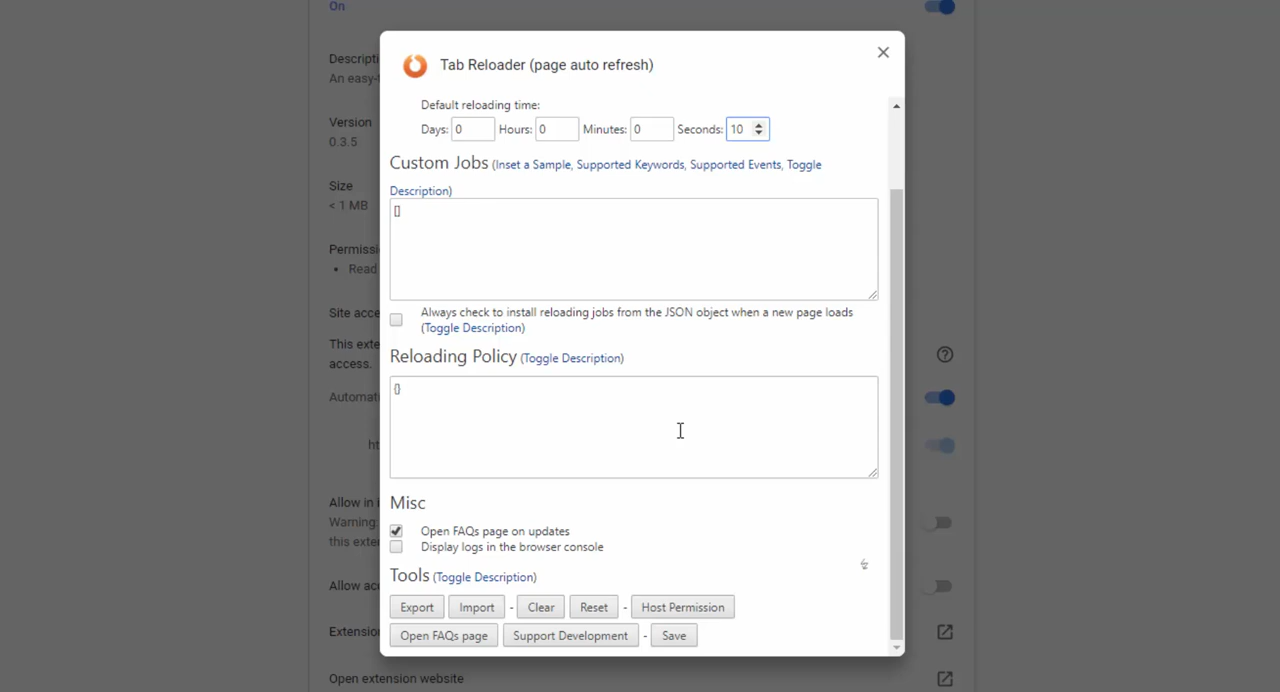 On
Tab Reloader (page auto refresh)
Descripti
An easy-t
Version
0.3.5
Size
< 1 MB
Permissi
• Read
Site acce
This exte
access.
Automati
ht
Allow in i
Warning:
this exte
Allow acc
Extension
Open extension website
Default reloading time:
Days: 0 Hours: 0 Minutes: 0 Seconds: 10
Custom Jobs (Inset a Sample, Supported Keywords, Supported Events, Toggle
Description)
[]
Always check to install reloading jobs from the JSON object when a new page loads
(Toggle Description)
Reloading Policy (Toggle Description)
{}
Misc
Open FAQs page on updates
Display logs in the browser console
Tools (Toggle Description)
Export Import - Clear Reset - Host Permission
Open FAQs page Support Development - Save